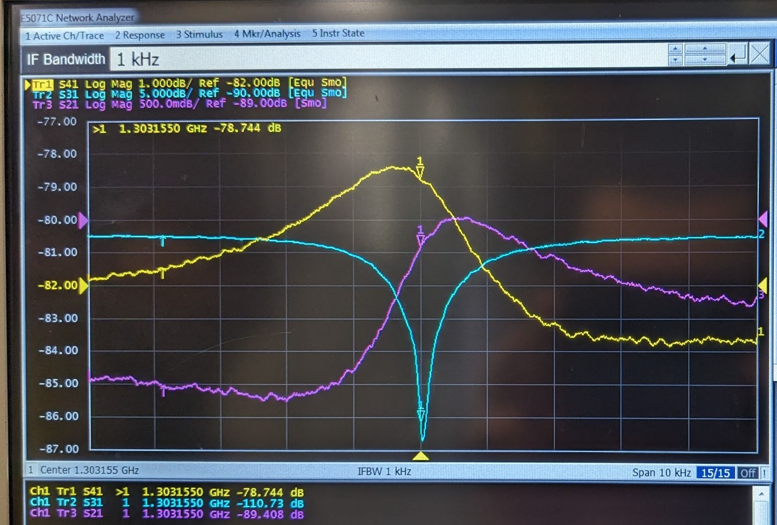 E5071C Network Analyzer
1 Active Ch/Trace 2 Response 3 Stimulus 4 Mkr/Analysis 5 Instr State
IF Bandwidth 1 kHz
Tr1 S41 Log Mag 1.000dB/ Ref -82.00dB [Equ Smo]
Tr2 S31 Log Mag 5.000dB/ Ref -90.00dB [Equ Smo]
Tr3 S21 Log Mag 500.0mdB/ Ref -89.00dB [Smo]
-77.00
>1 1.3031550 GHz -78.744 dB
-78.00
1
-79.00
-80.00
1
2
-81.00
-82.00
3
-83.00
1
-84.00
-85.00
-86.00
1
-87.00
1 Center 1.303155 GHz IFBW 1 kHz Span 10 kHz 15/15 Off !
Ch1 Tr1 S41 >1 1.3031550 GHz -78.744 dB
Ch1 Tr2 S31 1 1.3031550 GHz -110.73 dB
Ch1 Tr3 S21 1 1.3031550 GHz -89.408 dB